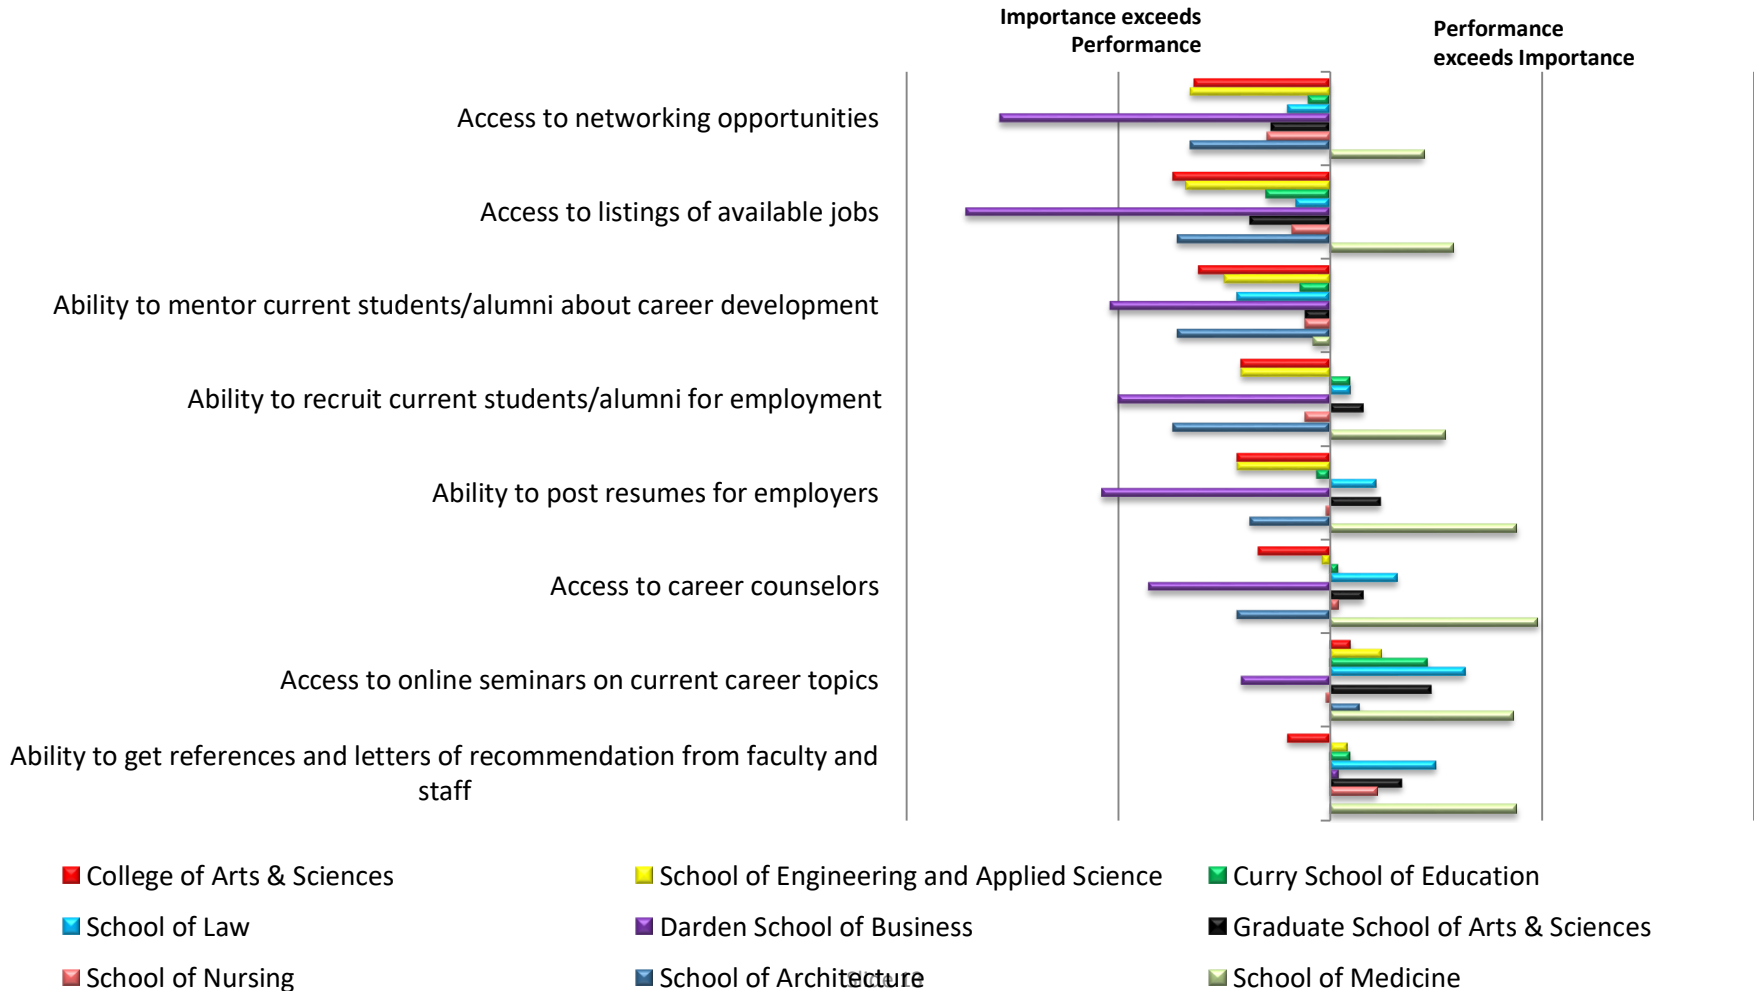 Importance exceeds
Performance
Performance
exceeds Importance
Access to networking opportunities
Access to listings of available jobs
Ability to mentor current students/alumni about career development
Ability to recruit current students/alumni for employment
Ability to post resumes for employers
Access to career counselors
Access to online seminars on current career topics
Ability to get references and letters of recommendation from faculty and
staff
College of Arts & Sciences
School of Engineering and Applied Science
Curry School of Education
School of Law
Darden School of Business
Graduate School of Arts & Sciences
School of Nursing
School of Architecture
School of Medicine
Slide